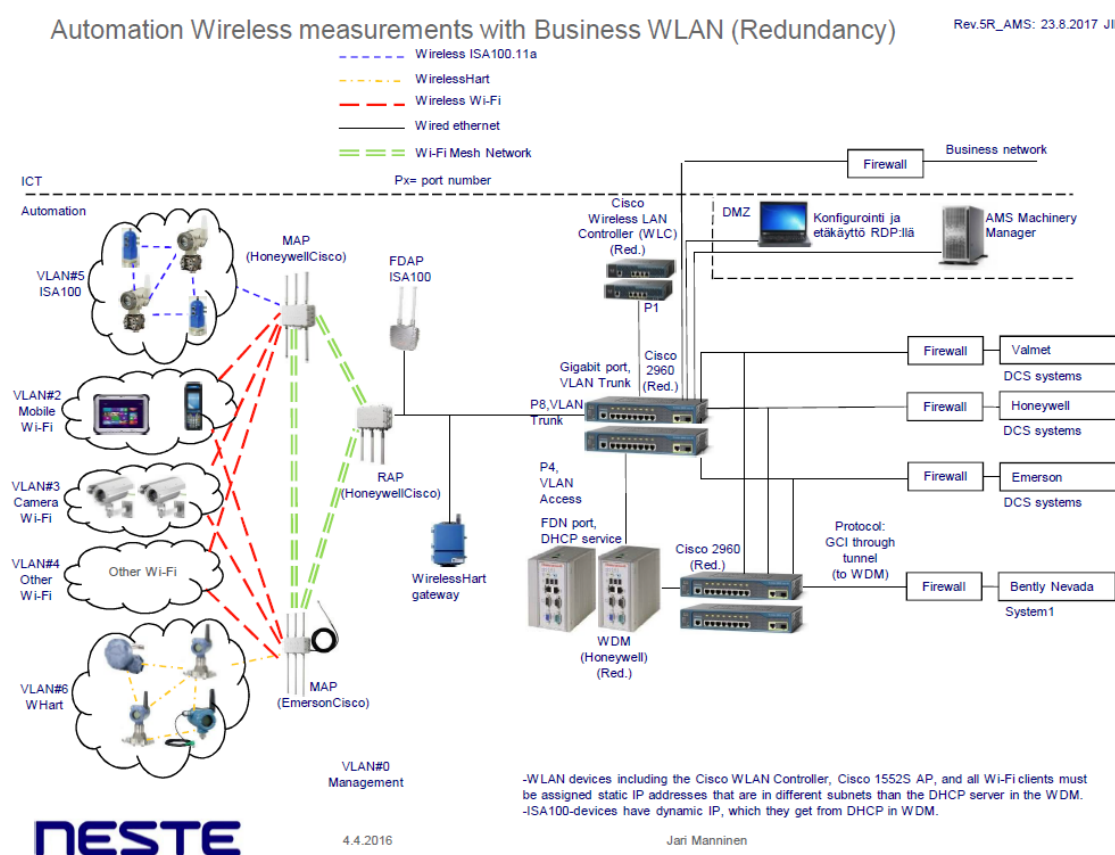 Automation Wireless measurements with Business WLAN (Redundancy)
Rev.5R_AMS: 23.8.2017
Wireless ISA100.11a
WirelessHart
Wireless Wi-Fi
Wired ethernet
Wi-Fi Mesh Network
Px= port number
ICT
Automation
Firewall
Business network
DMZ
Konfigurointi ja
etäkäyttö RDP:llä
AMS Machinery
Manager
Cisco
Wireless LAN
Controller (WLC)
(Red.)
P1
MAP
(HoneywellCisco)
FDAP
ISA100
VLAN#5
ISA100
VLAN#2
Mobile
Wi-Fi
VLAN#3
Camera
Wi-Fi
VLAN#4
Other
Wi-Fi
Other Wi-Fi
VLAN#6
WHart
RAP
(HoneywellCisco)
WirelessHart
gateway
MAP
(EmersonCisco)
VLAN#0
Management
Gigabit port,
VLAN Trunk
Cisco
2960
(Red.)
P8,VLAN
Trunk
P4,
VLAN
Access
FDN port,
DHCP service
Cisco 2960
(Red.)
WDM
(Honeywell)
(Red.)
Firewall
Valmet
DCS systems
Firewall
Honeywell
DCS systems
Firewall
Emerson
DCS systems
Protocol:
GCI through
tunnel
(to WDM)
Firewall
Bently Nevada
System1
-WLAN devices including the Cisco WLAN Controller, Cisco 1552S AP, and all Wi-Fi clients must
be assigned static IP addresses that are in different subnets than the DHCP server in the WDM.
-ISA100-devices have dynamic IP, which they get from DHCP in WDM.
NESTE
4.4.2016
Jari Manninen